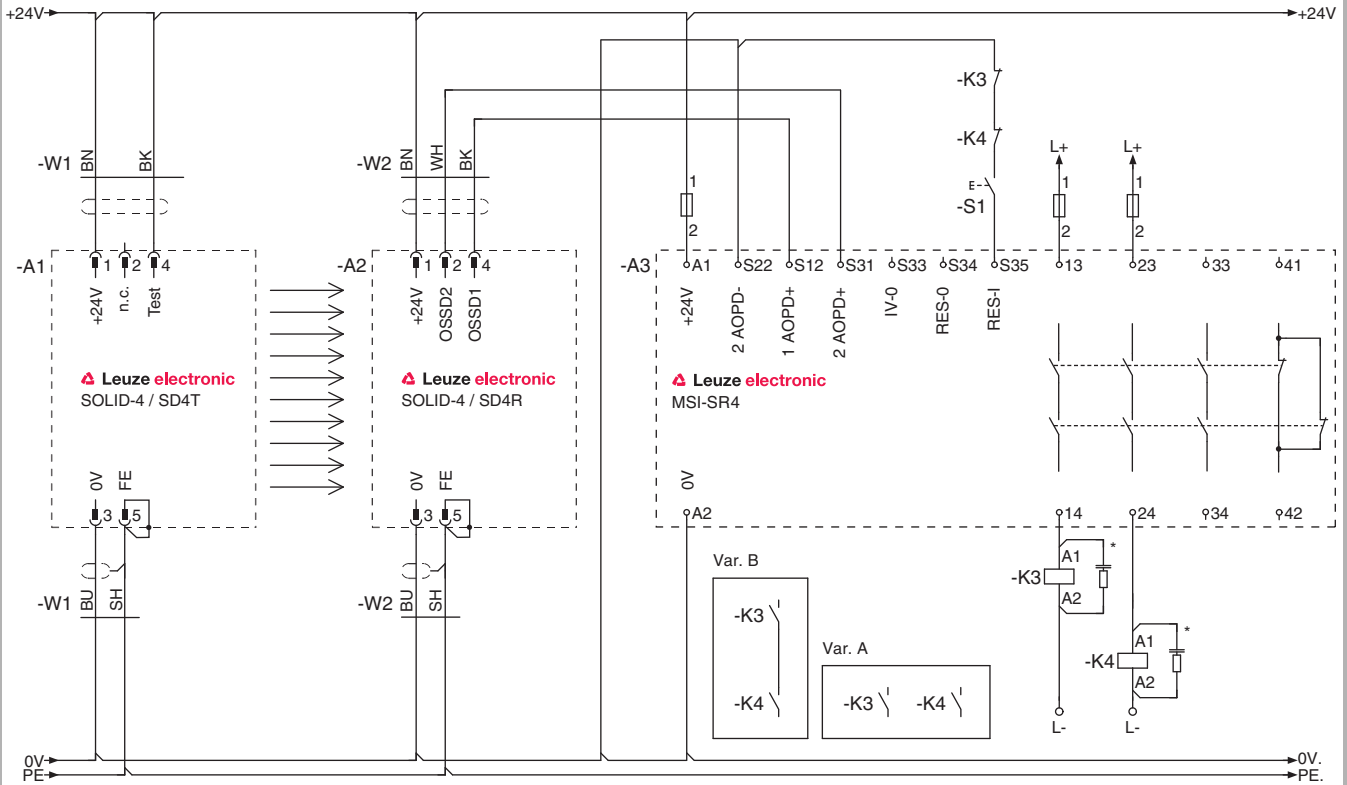 +24V
+24V
-W1
BN
BK
-W2
BN
WH
BK
-K3
-K4
E
-S1
L+
L+
1
2
1
2
1
2
-A1
1
2
4
+24V
n.c.
Test
Leuze electronic
SOLID-4 / SD4T
0V
FE
3
5
-A2
1
2
4
+24V
OSSD2
OSSD1
Leuze electronic
SOLID-4 / SD4R
0V
FE
3
5
-A3
A1
S22
S12
S31
S33
S34
S35
13
23
33
41
+24V
2 AOPD-
1 AOPD+
2 AOPD+
IV-0
RES-0
RES-I
Leuze electronic
MSI-SR4
0V
A2
14
24
34
42
-W1
BU
SH
-W2
BU
SH
Var. B
-K3
-K4
Var. A
-K3
-K4
-K3
A1
A2
*
-K4
A1
A2
*
L-
L-
0V
PE
0V.
PE.